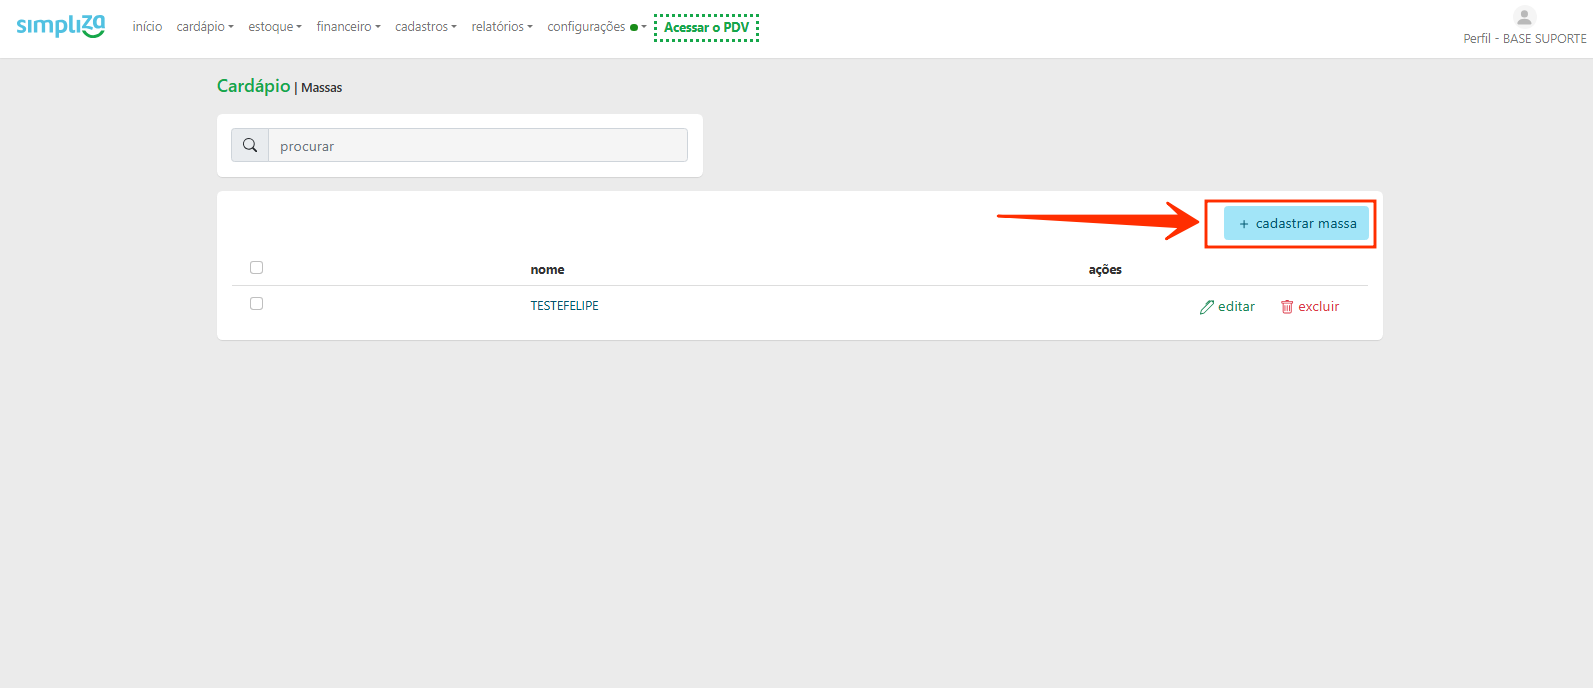 simpliza
início cardápio estoque financeiro cadastros relatórios configurações Acessar o PDV
Perfil - BASE SUPORTE
Cardápio | Massas
procurar
+ cadastrar massa
nome ações
TESTEFELIPE editar excluir